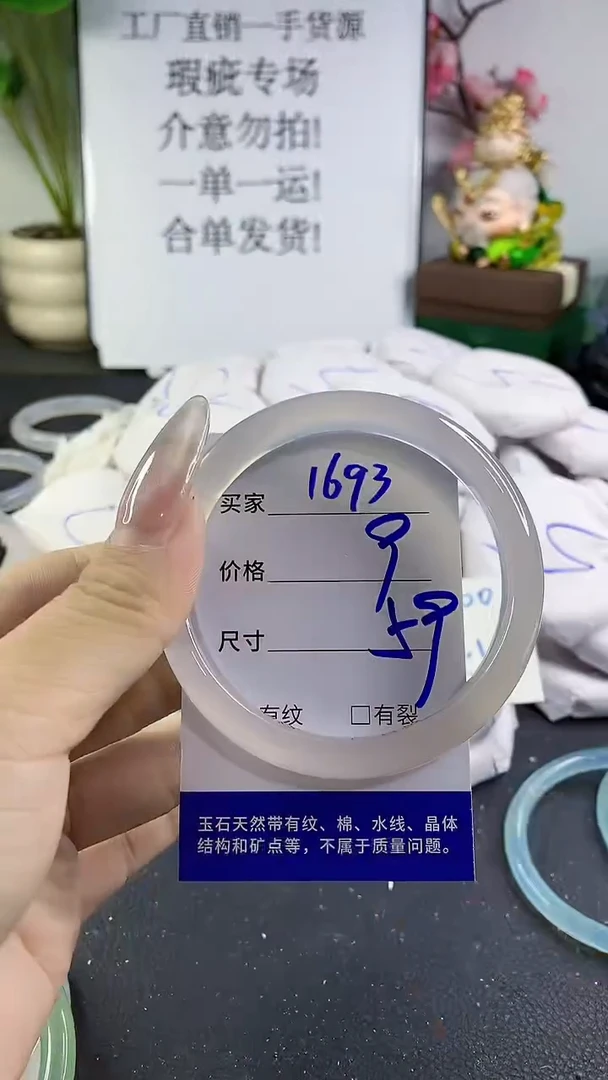 工厂直销一手货源
瑕疵专场
介意勿拍!
一单一运!
合单发货!
买家 1693
价格 9
尺寸 59
有纹 □有裂
玉石天然带有纹、棉、水线、晶体
结构和矿点等，不属于质量问题。